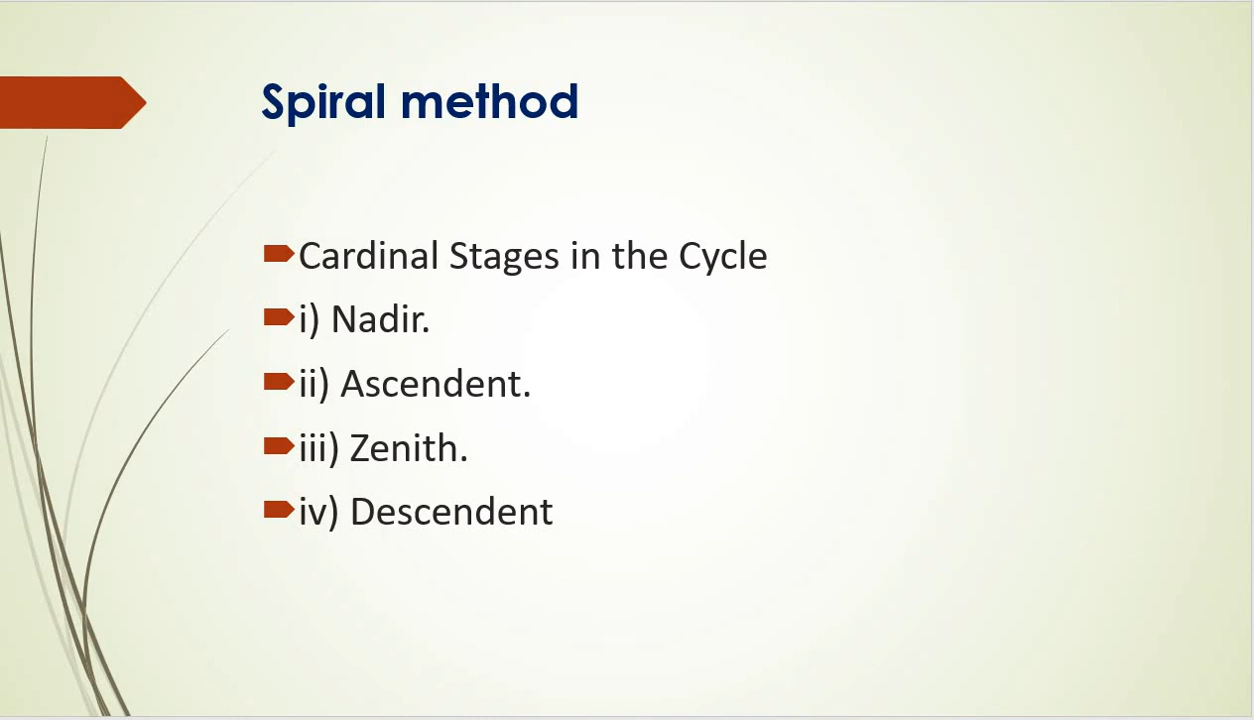 Spiral method
Cardinal Stages in the Cycle
i) Nadir.
ii) Ascendent.
iii) Zenith.
iv) Descendent